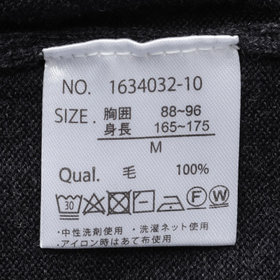 NO. 1634032-10
SIZE. 胸囲 88~96
身長 165~175
M
Qual. 毛 100%
30 P F W
・中性洗剤使用 ・洗濯ネット使用
・アイロン時はあて布使用